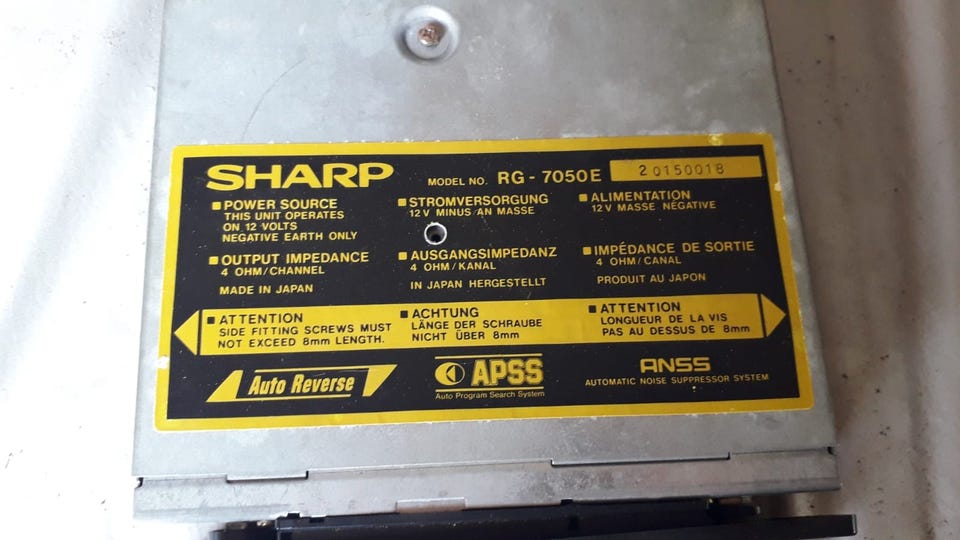 SHARP MODEL NO. RG-7050E 20150018
■ POWER SOURCE
THIS UNIT OPERATES
ON 12 VOLTS
NEGATIVE EARTH ONLY
■ STROMVERSORGUNG
12V MINUS AN MASSE
■ ALIMENTATION
12V MASSE NÉGATIVE
■ OUTPUT IMPEDANCE
4 OHM/CHANNEL
MADE IN JAPAN
■ AUSGANGSIMPEDANZ
4 OHM/KANAL
IN JAPAN HERGESTELLT
■ IMPÉDANCE DE SORTIE
4 OHM/CANAL
PRODUIT AU JAPON
■ ATTENTION
SIDE FITTING SCREWS MUST
NOT EXCEED 8mm LENGTH.
■ ACHTUNG
LÄNGE DER SCHRAUBE
NICHT ÜBER 8mm
■ ATTENTION
LONGUEUR DE LA VIS
PAS AU DESSUS DE 8mm
Auto Reverse
APSS
Auto Program Search System
ANSS
AUTOMATIC NOISE SUPPRESSOR SYSTEM